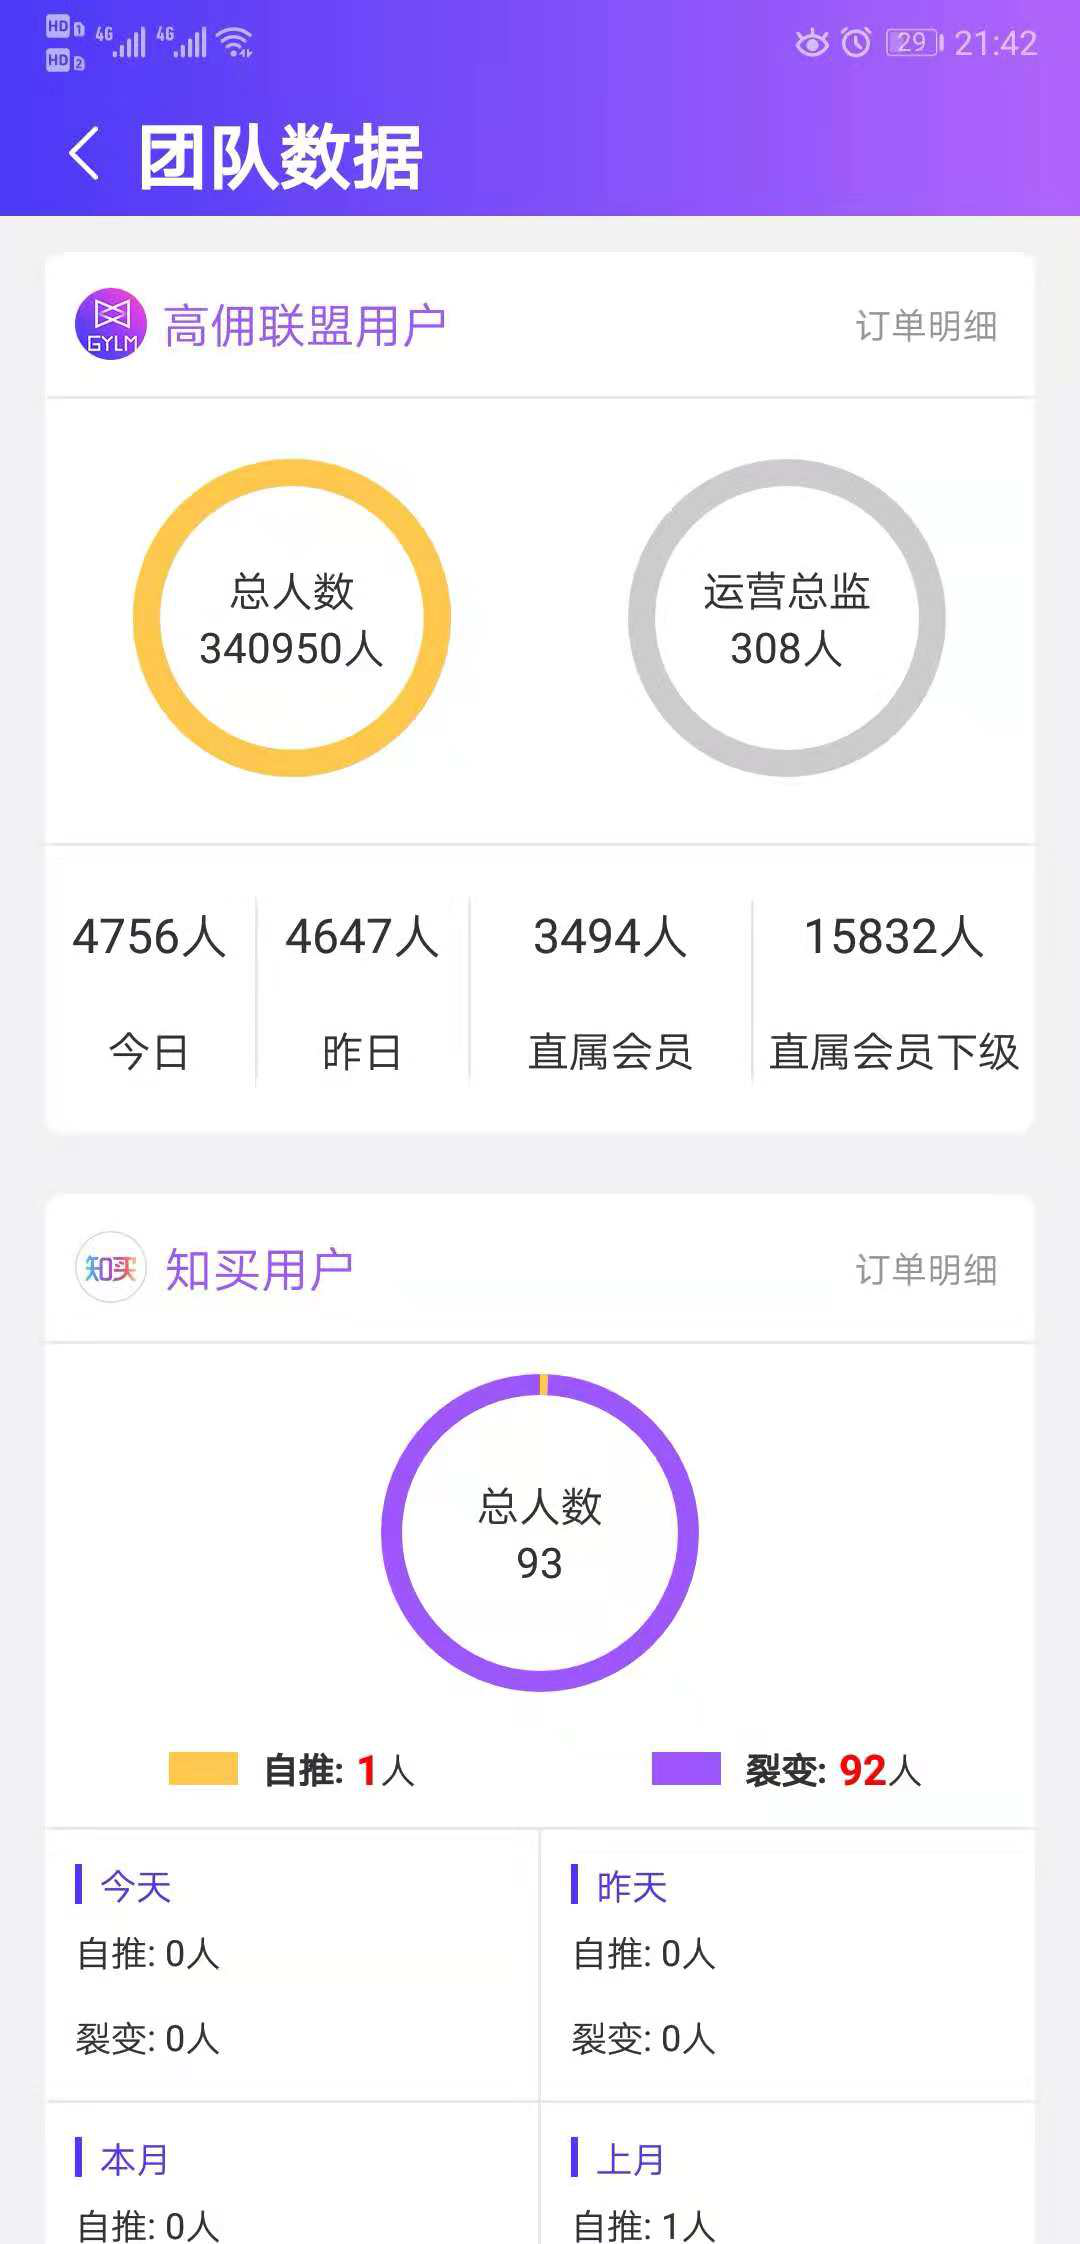 HD 1 4G 4G 29 21:42
HD 2
团队数据
GYLM 高佣联盟用户 订单明细
总人数 运营总监
340950人 308人
4756人 4647人 3494人 15832人
今日 昨日 直属会员 直属会员下级
知买 知买用户 订单明细
总人数
93
自推: 1人 裂变: 92人
今天 昨天
自推: 0人 自推: 0人
裂变: 0人 裂变: 0人
本月 上月
自推: 0人 自推: 1人